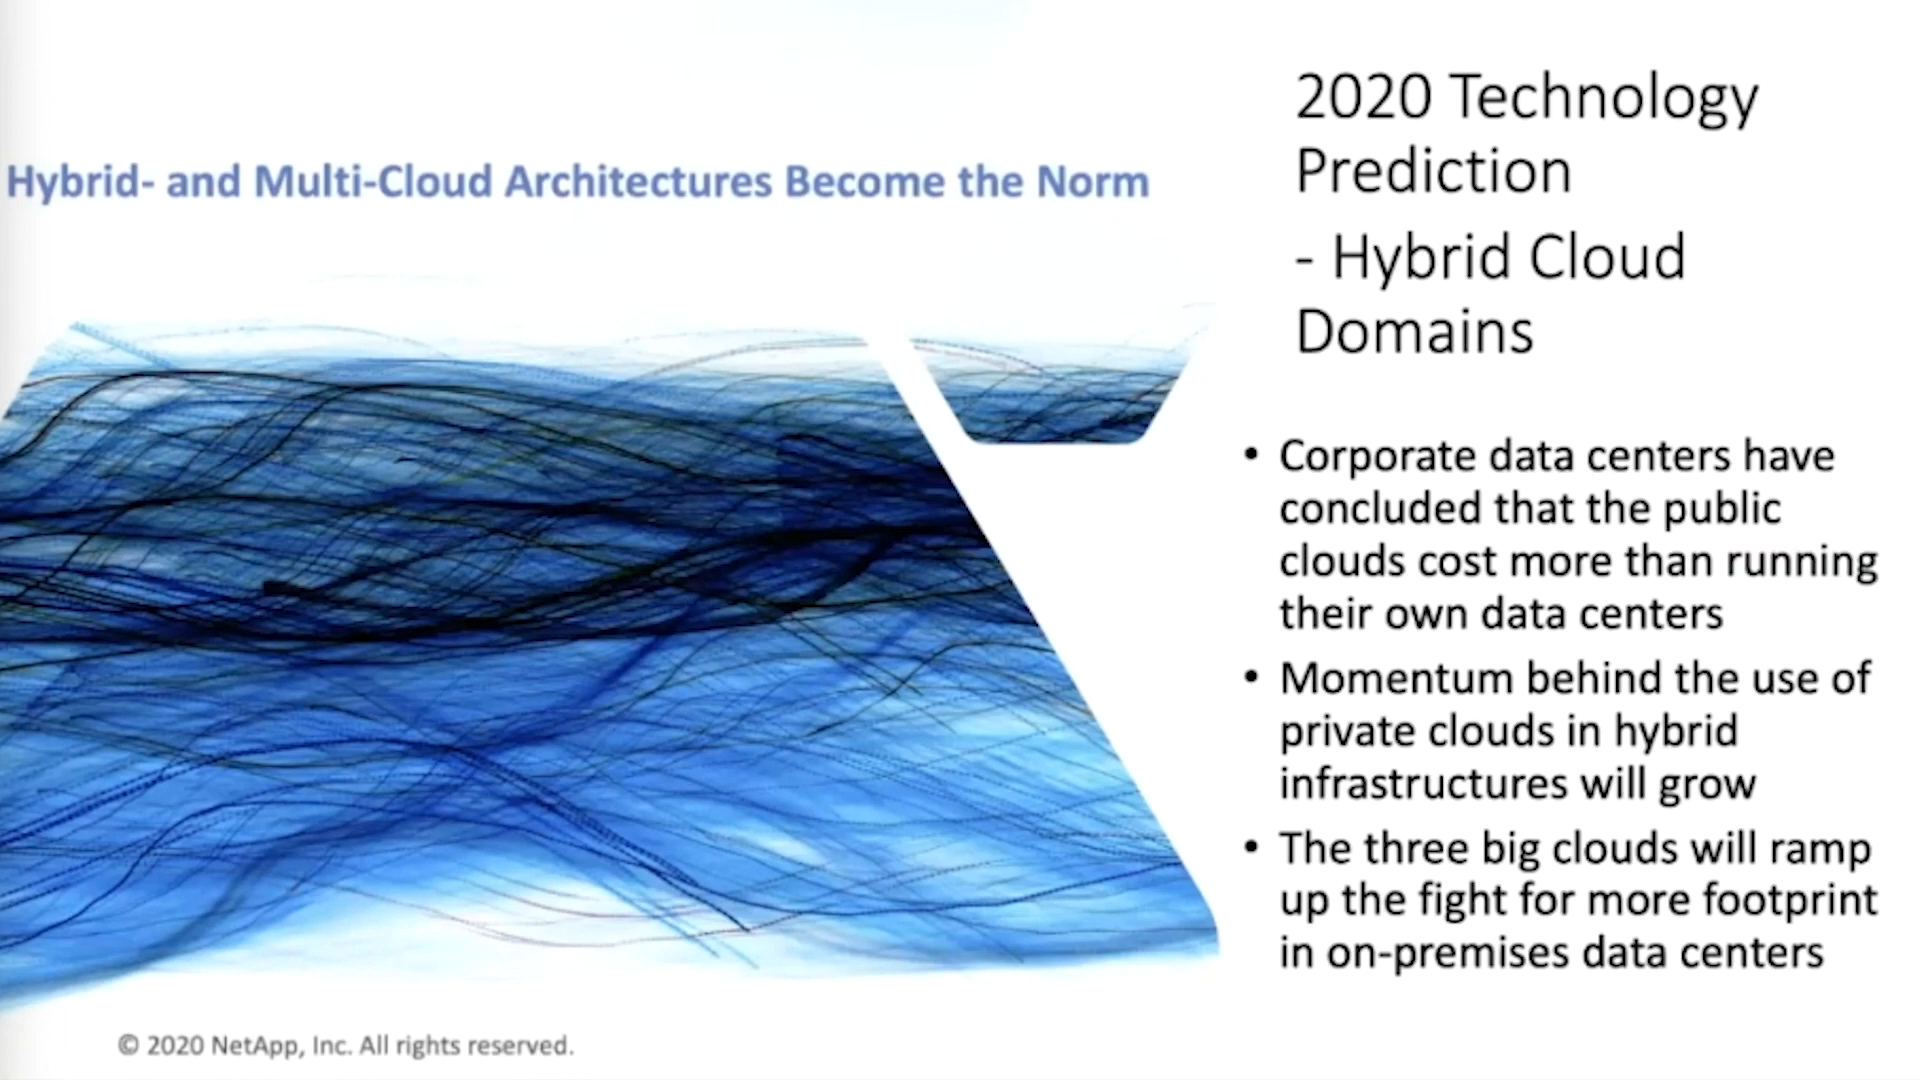 Hybrid- and Multi-Cloud Architectures Become the Norm
2020 Technology
Prediction
- Hybrid Cloud
Domains
• Corporate data centers have
concluded that the public
clouds cost more than running
their own data centers
• Momentum behind the use of
private clouds in hybrid
infrastructures will grow
• The three big clouds will ramp
up the fight for more footprint
in on-premises data centers
© 2020 NetApp, Inc. All rights reserved.